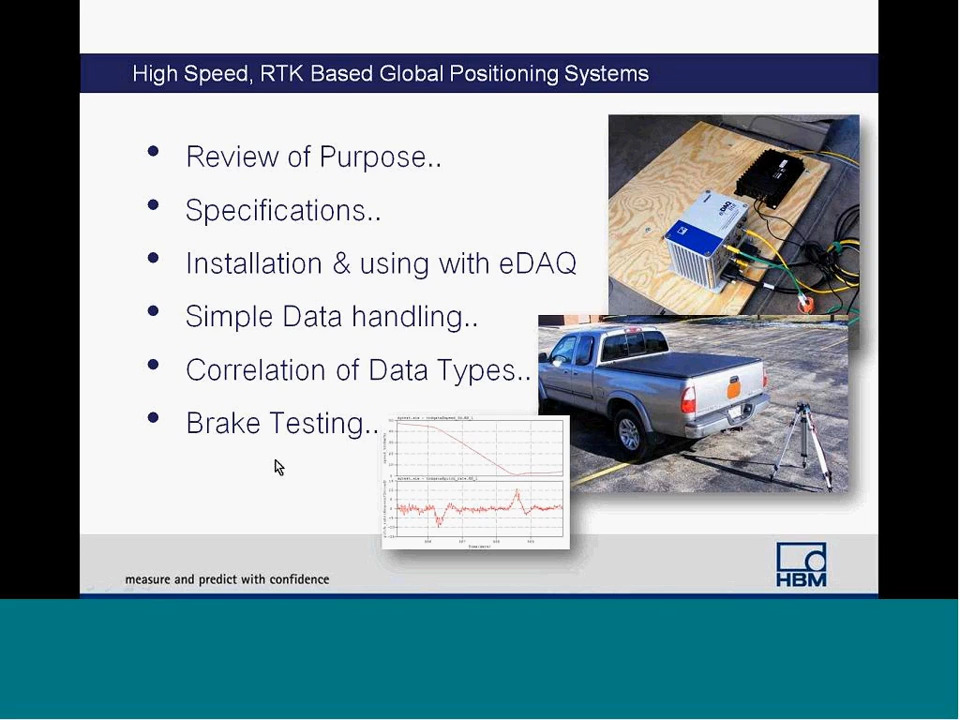 High Speed, RTK Based Global Positioning Systems
• Review of Purpose..
• Specifications..
• Installation & using with eDAQ
• Simple Data handling..
• Correlation of Data Types..
• Brake Testing..
eDAQ
measure and predict with confidence
HBM